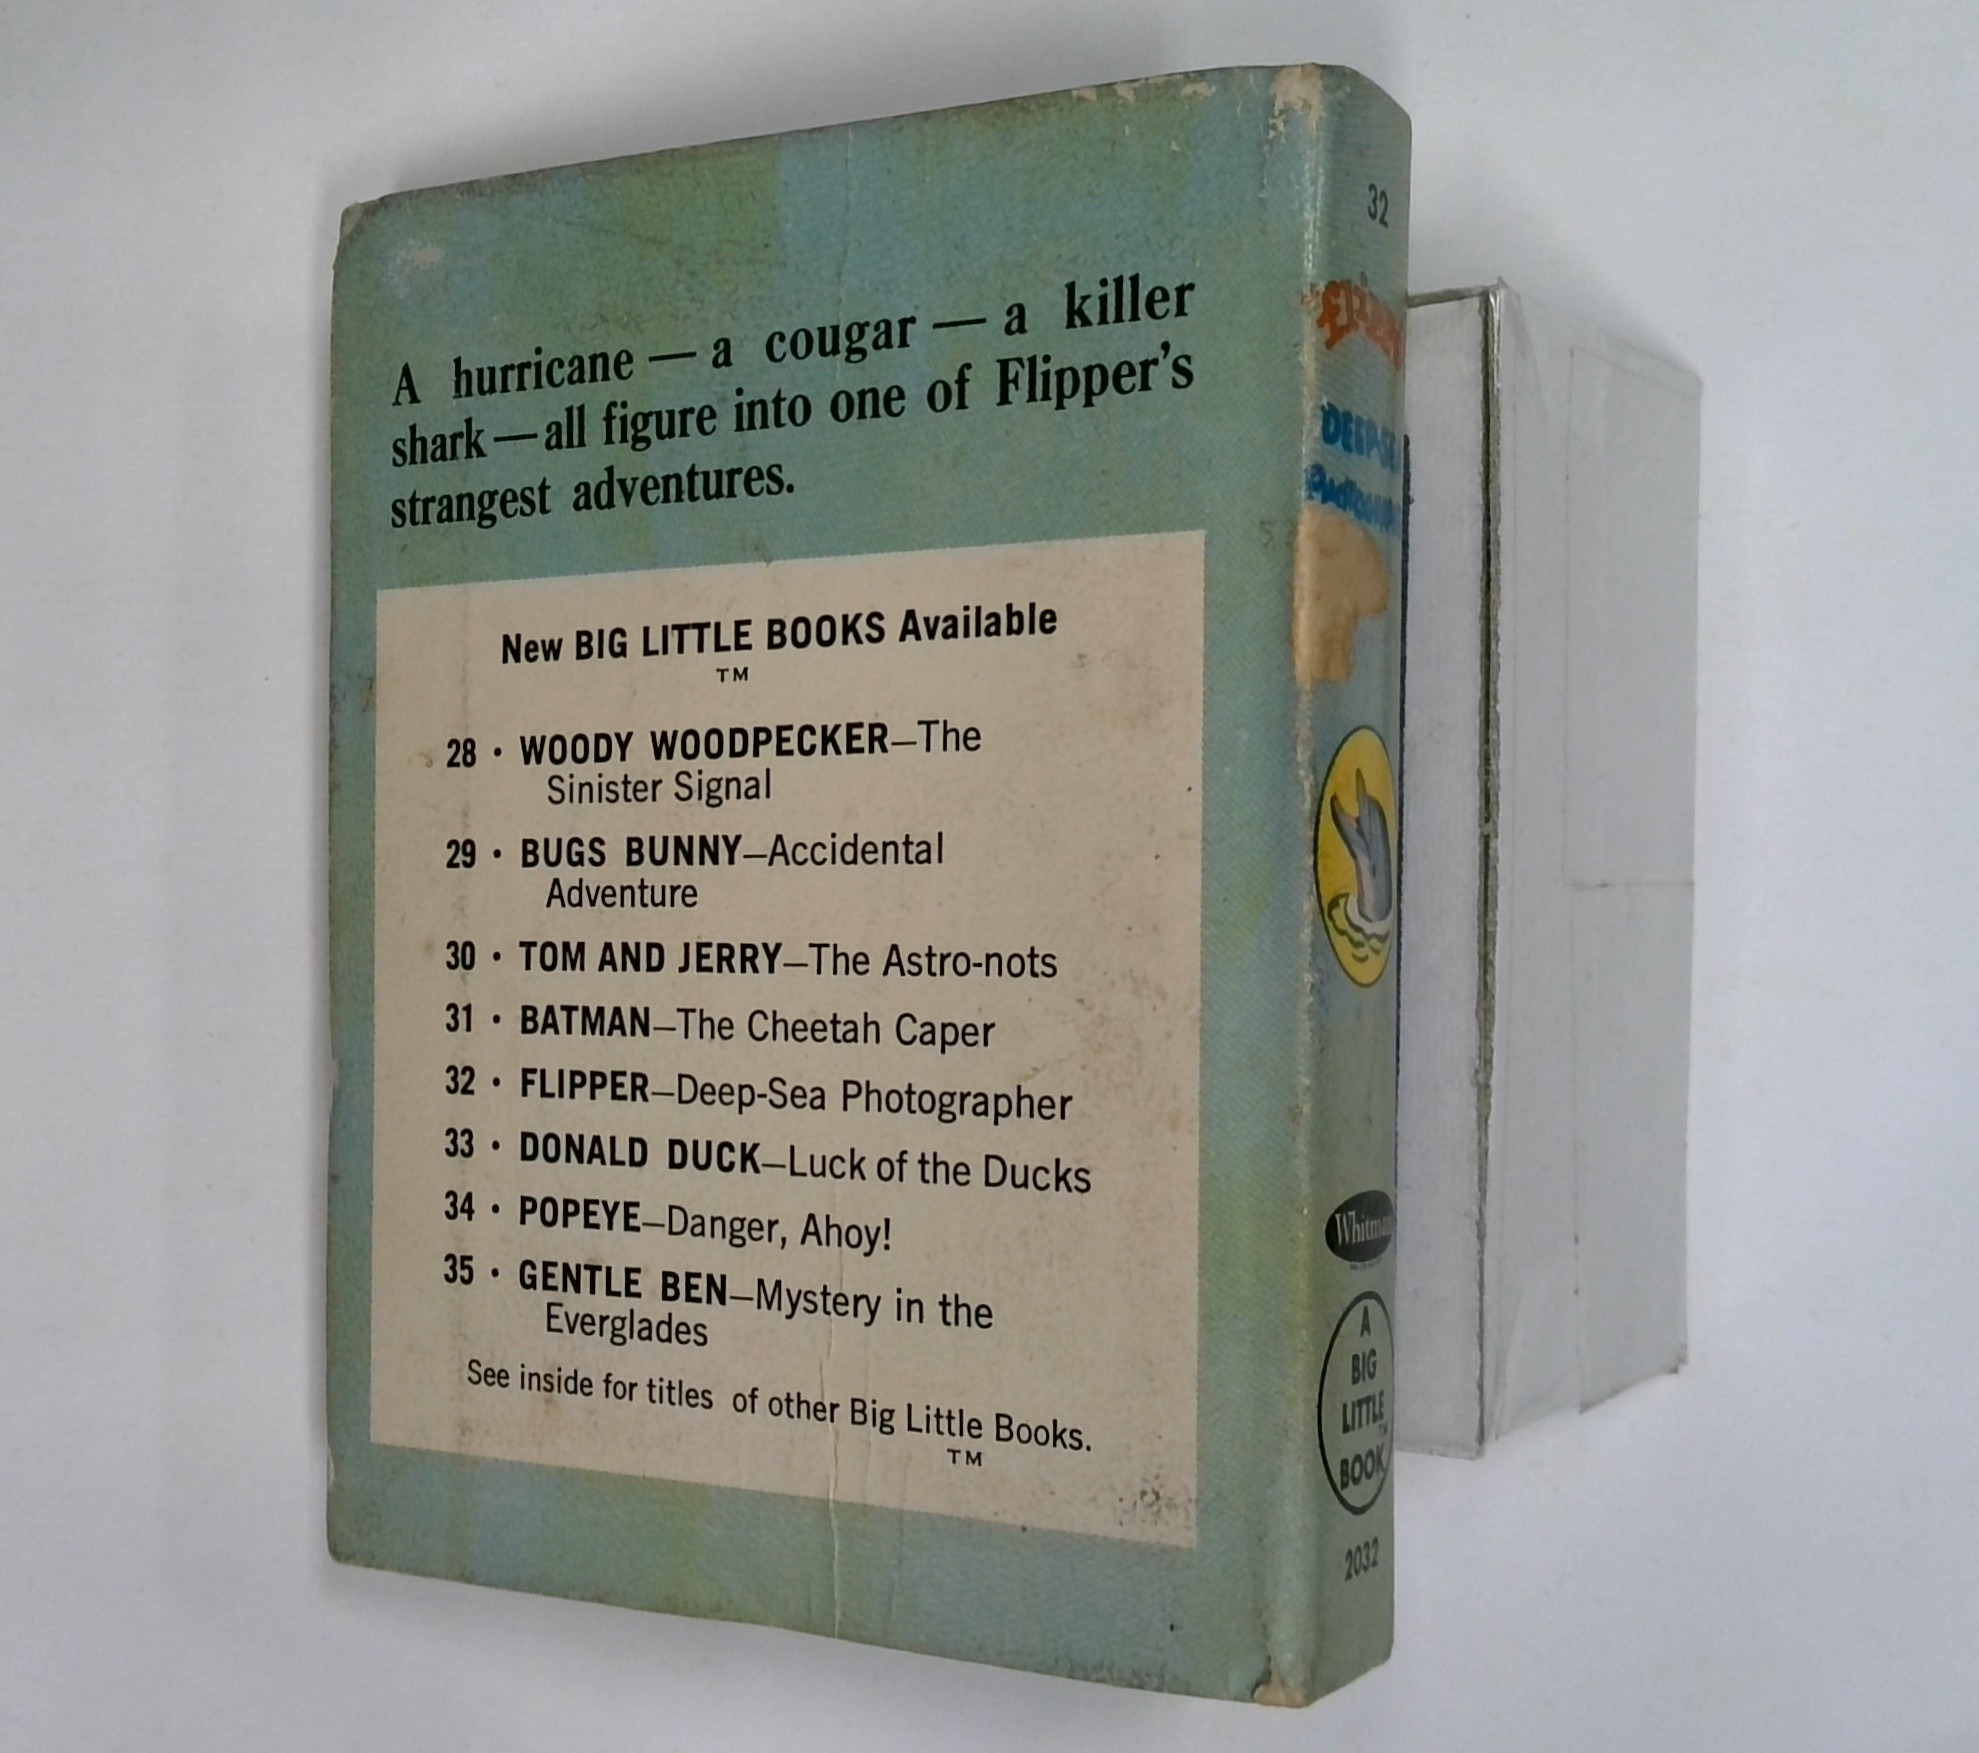 A hurricane — a cougar — a killer
shark — all figure into one of Flipper's
strangest adventures.
New BIG LITTLE BOOKS Available
TM
28 • WOODY WOODPECKER—The
Sinister Signal
29 • BUGS BUNNY—Accidental
Adventure
30 • TOM AND JERRY—The Astro-nots
31 • BATMAN—The Cheetah Caper
32 • FLIPPER—Deep-Sea Photographer
33 • DONALD DUCK—Luck of the Ducks
34 • POPEYE—Danger, Ahoy!
35 • GENTLE BEN—Mystery in the
Everglades
See inside for titles of other Big Little Books.
TM
32
Whitman
A
BIG
LITTLE
TM
BOOK
2032